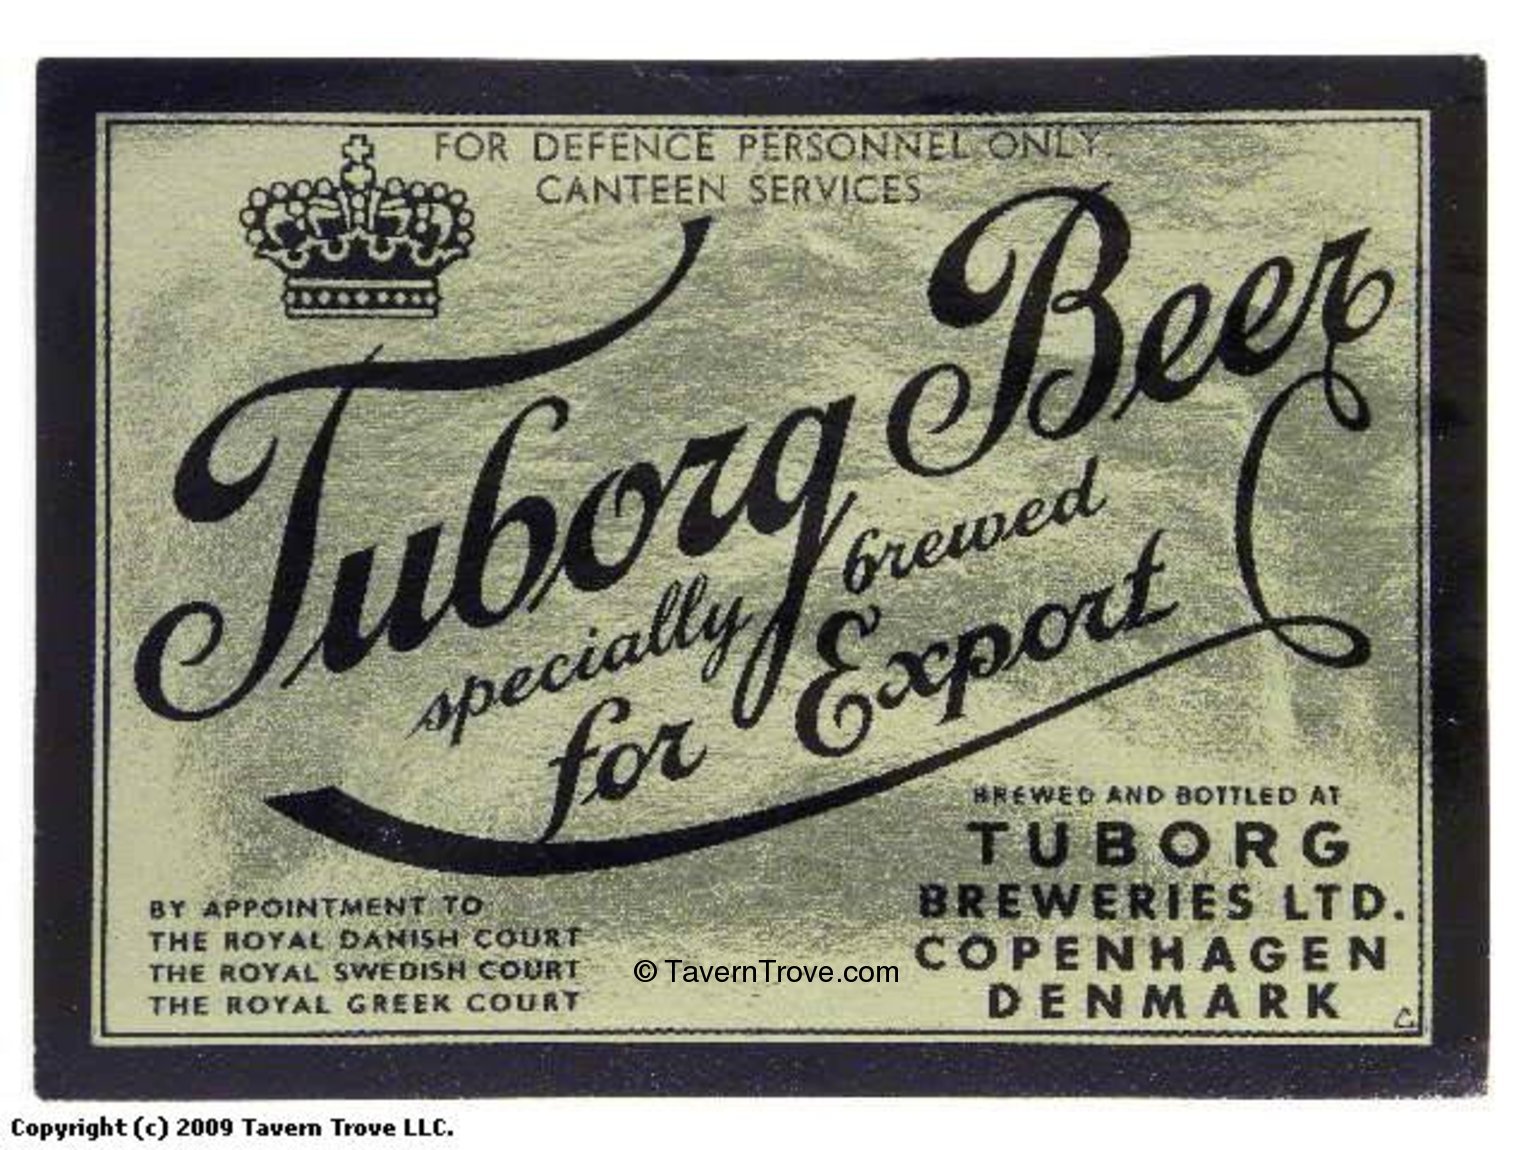 FOR DEFENCE PERSONNEL ONLY.
CANTEEN SERVICES
Tuborg Beer
specially brewed
for Export
BREWED AND BOTTLED AT
TUBORG
BREWERIES LTD.
COPENHAGEN
DENMARK
BY APPOINTMENT TO
THE ROYAL DANISH COURT
THE ROYAL SWEDISH COURT
THE ROYAL GREEK COURT
© TavernTrove.com
C
Copyright (c) 2009 Tavern Trove LLC.